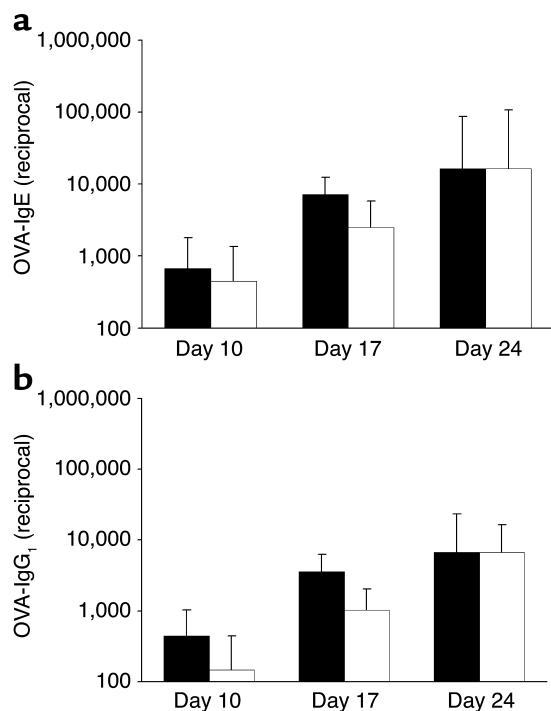 a
1,000,000
100,000
10,000
1,000
100
OVA-IgE (reciprocal)
Day 10 Day 17 Day 24
b
1,000,000
100,000
10,000
1,000
100
OVA-IgG₁ (reciprocal)
Day 10 Day 17 Day 24